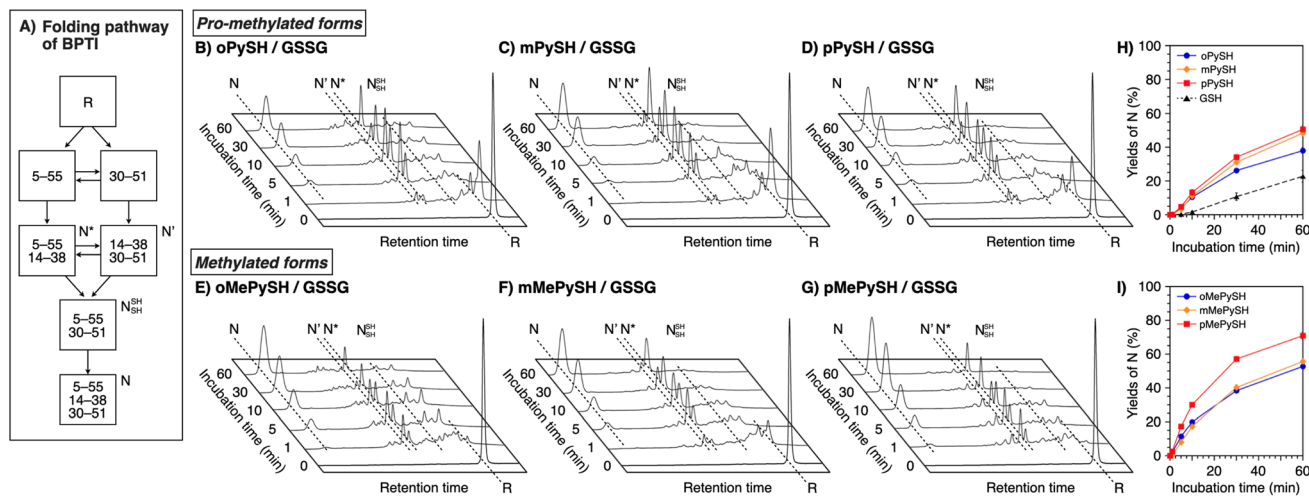 A) Folding pathway
of BPTI
R
5–55
30–51
N*
N'
5–55
14–38
14–38
30–51
N SH SH
5–55
30–51
N
5–55
14–38
30–51
Pro-methylated forms
B) oPySH / GSSG
N
N' N*
N SH SH
60
30
10
5
1
0
Incubation time (min)
Retention time
R
C) mPySH / GSSG
N
N' N*
N SH SH
60
30
10
5
1
0
Incubation time (min)
Retention time
R
D) pPySH / GSSG
N
N' N*
N SH SH
60
30
10
5
1
0
Incubation time (min)
Retention time
R
Methylated forms
E) oMePySH / GSSG
N
N' N*
N SH SH
60
30
10
5
1
0
Incubation time (min)
Retention time
R
F) mMePySH / GSSG
N
N' N*
N SH SH
60
30
10
5
1
0
Incubation time (min)
Retention time
R
G) pMePySH / GSSG
N
N' N*
N SH SH
60
30
10
5
1
0
Incubation time (min)
Retention time
R
H)
100
80
60
40
20
0
Yields of N (%)
oPySH
mPySH
pPySH
GSH
0 20 40 60
Incubation time (min)
I)
100
80
60
40
20
0
Yields of N (%)
oMePySH
mMePySH
pMePySH
0 20 40 60
Incubation time (min)